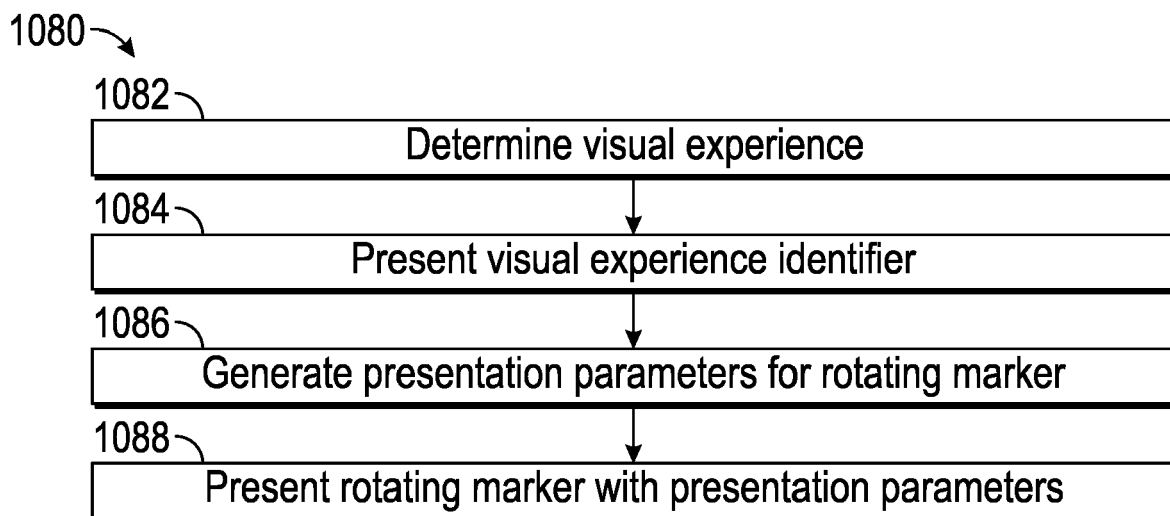 1080
1082
Determine visual experience
1084
Present visual experience identifier
1086
Generate presentation parameters for rotating marker
1088
Present rotating marker with presentation parameters